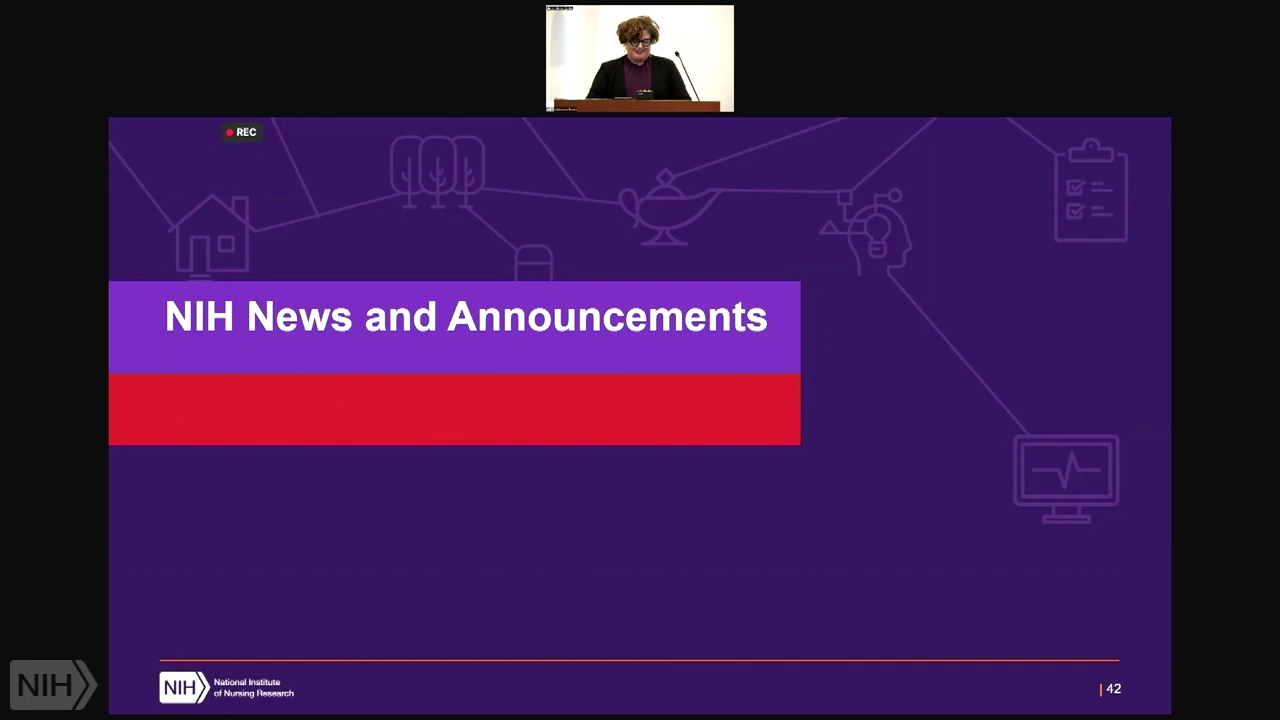 REC
NIH News and Announcements
NIH
NIH
National Institute
of Nursing Research
| 42